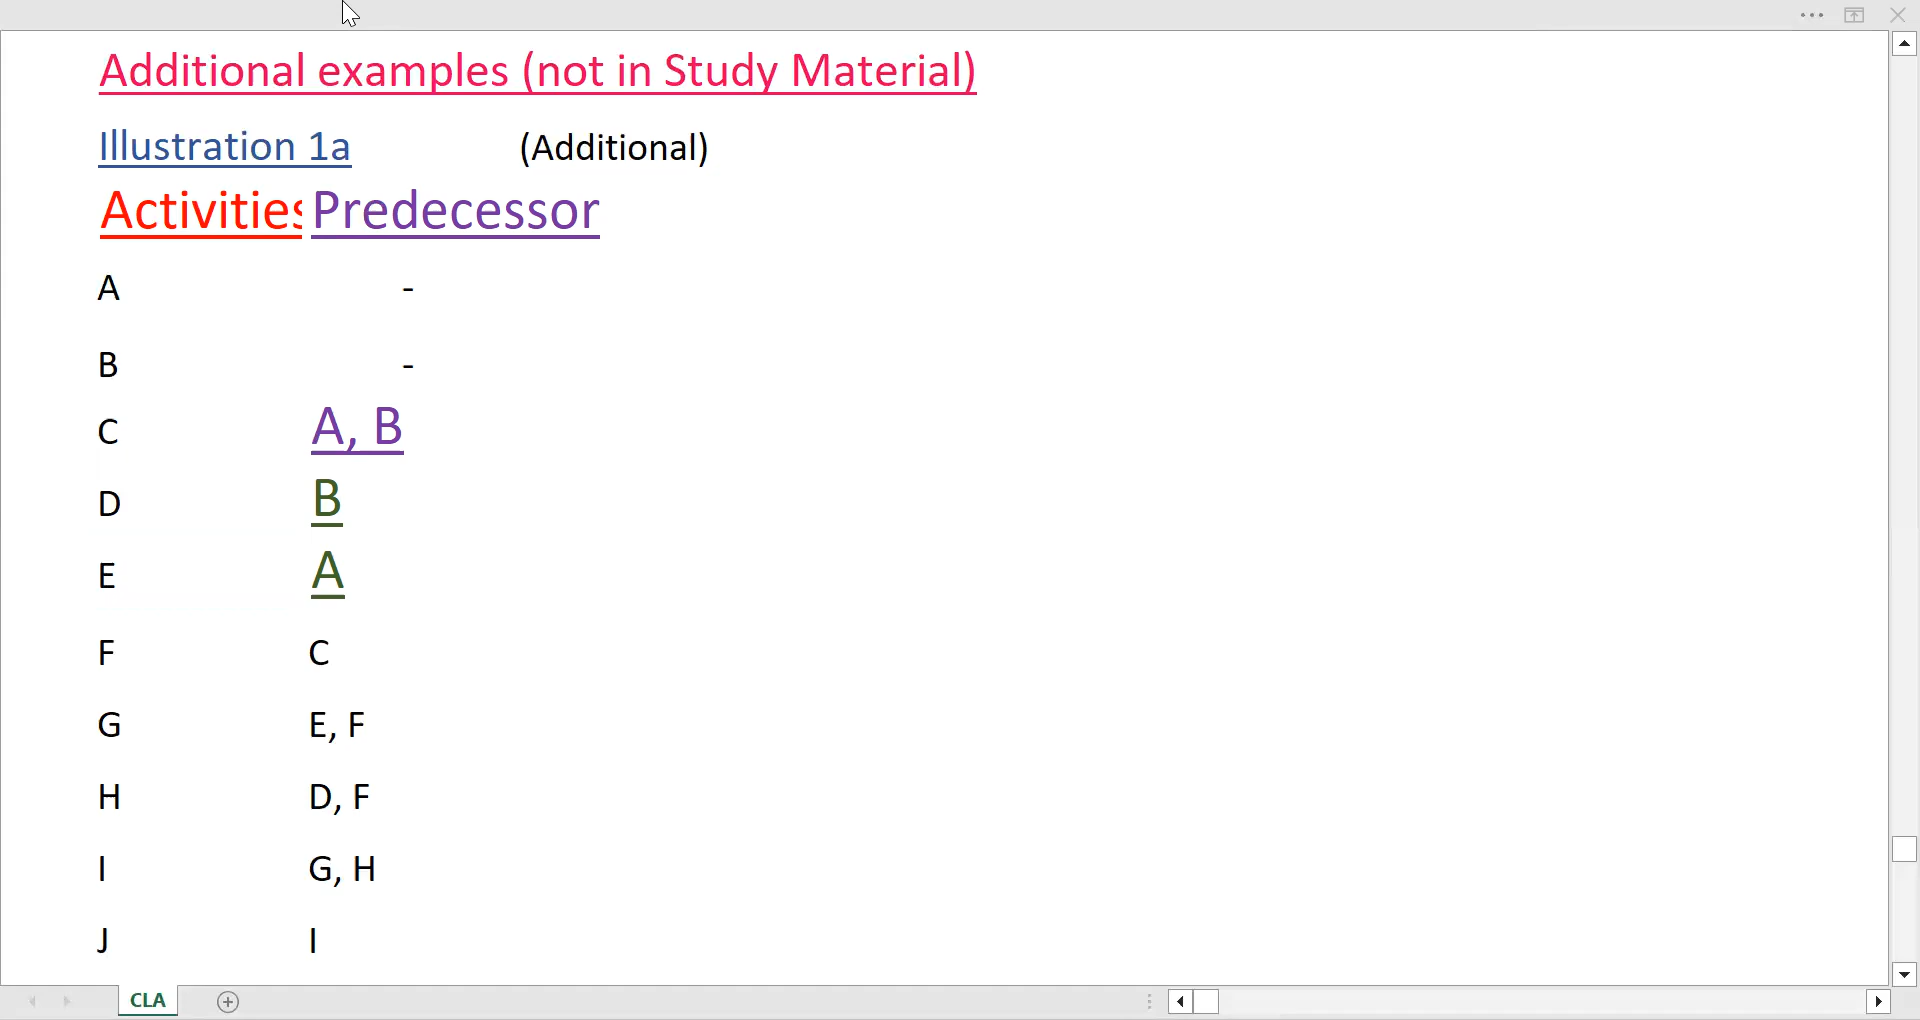 Additional examples (not in Study Material)
Illustration 1a (Additional)
Activities Predecessor
A -
B -
C A, B
D B
E A
F C
G E, F
H D, F
I G, H
J I
CLA